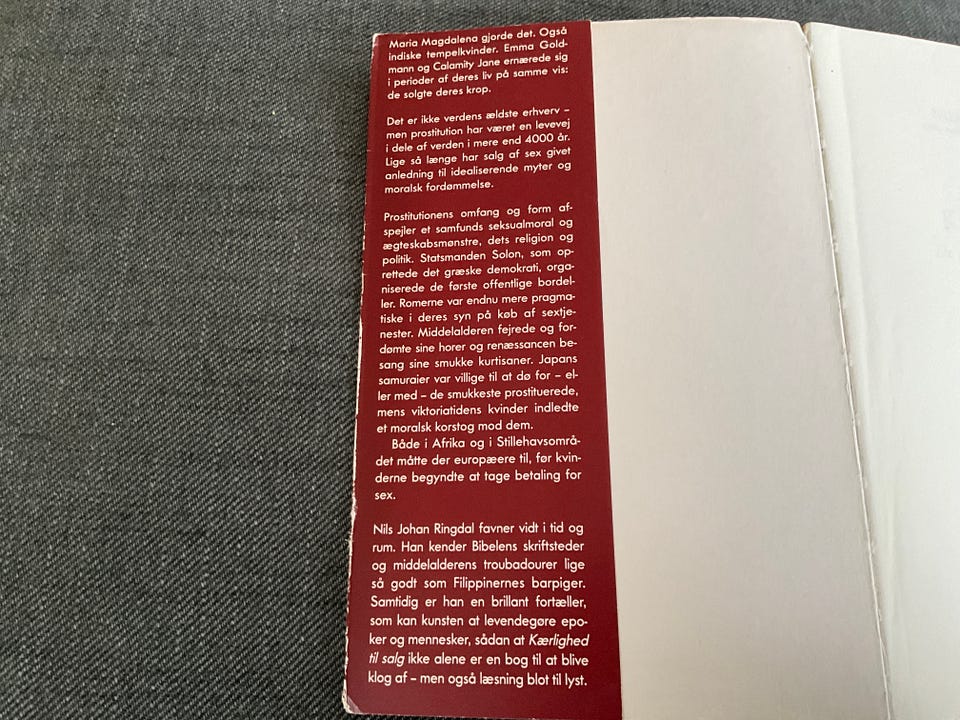 Maria Magdalena gjorde det. Også
indiske tempelkvinder. Emma Gold-
mann og Calamity Jane ernærede sig
i perioder af deres liv på samme vis:
de solgte deres krop.
Det er ikke verdens ældste erhverv –
men prostitution har været en levevej
i dele af verden i mere end 4000 år.
Lige så længe har salg af sex givet
anledning til idealiserende myter og
moralsk fordømmelse.
Prostitutionens omfang og form af-
spejler et samfunds seksualmoral og
ægteskabsmønstre, dets religion og
politik. Statsmanden Solon, som op-
rettede det græske demokrati, orga-
niserede de første offentlige bordel-
ler. Romerne var endnu mere pragma-
tiske i deres syn på køb af sextje-
nester. Middelalderen fejrede og for-
dømte sine horer og renæssancen be-
sang sine smukke kurtisaner. Japans
samuraier var villige til at dø for – el-
ler med – de smukkeste prostituerede,
mens viktoriatidens kvinder indledte
et moralsk korstog mod dem.
Både i Afrika og i Stillehavsområ-
det måtte der europæere til, før kvin-
derne begyndte at tage betaling for
sex.
Nils Johan Ringdal favner vidt i tid og
rum. Han kender Bibelens skriftsteder
og middelalderens troubadourer lige
så godt som Filippinernes barpiger.
Samtidig er han en brillant fortæller,
som kan kunsten at levendegøre epo-
ker og mennesker, sådan at Kærlighed
til salg ikke alene er en bog til at blive
klog af – men også læsning blot til lyst.